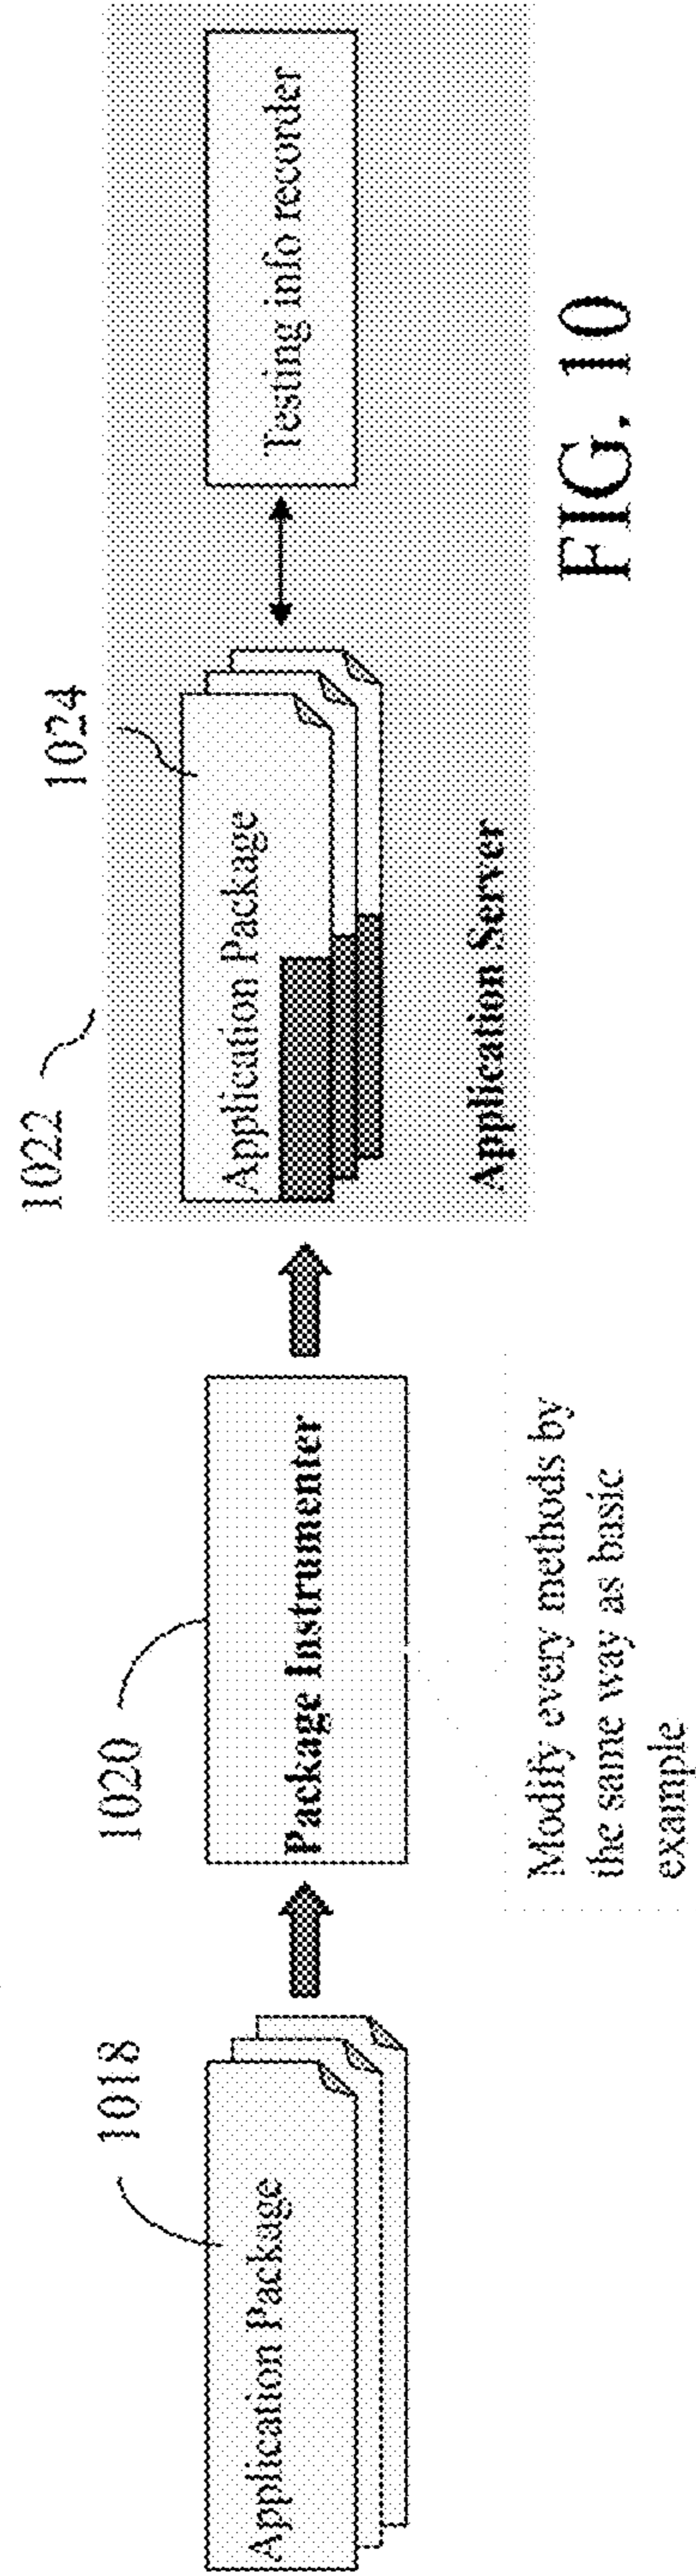 1018
Application Package
1020
Package Instrumenter
Modify every methods by
the same way as basic
example
1022
1024
Application Package
Testing info recorder
Application Server
FIG. 10